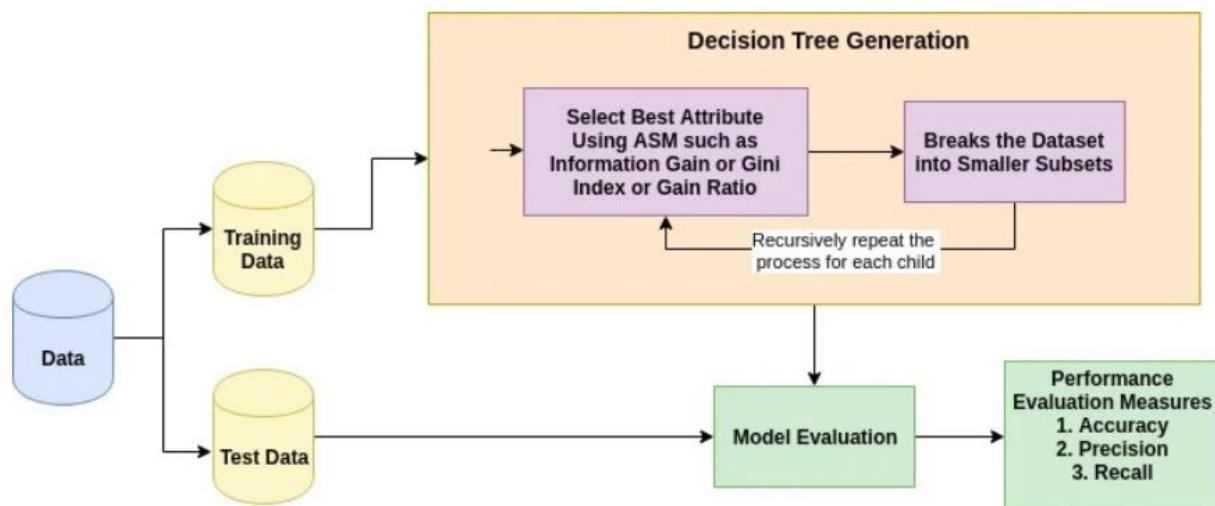 Decision Tree Generation
Select Best Attribute
Using ASM such as
Information Gain or Gini
Index or Gain Ratio
Breaks the Dataset
into Smaller Subsets
Recursively repeat the
process for each child
Training
Data
Data
Test Data
Model Evaluation
Performance
Evaluation Measures
1. Accuracy
2. Precision
3. Recall